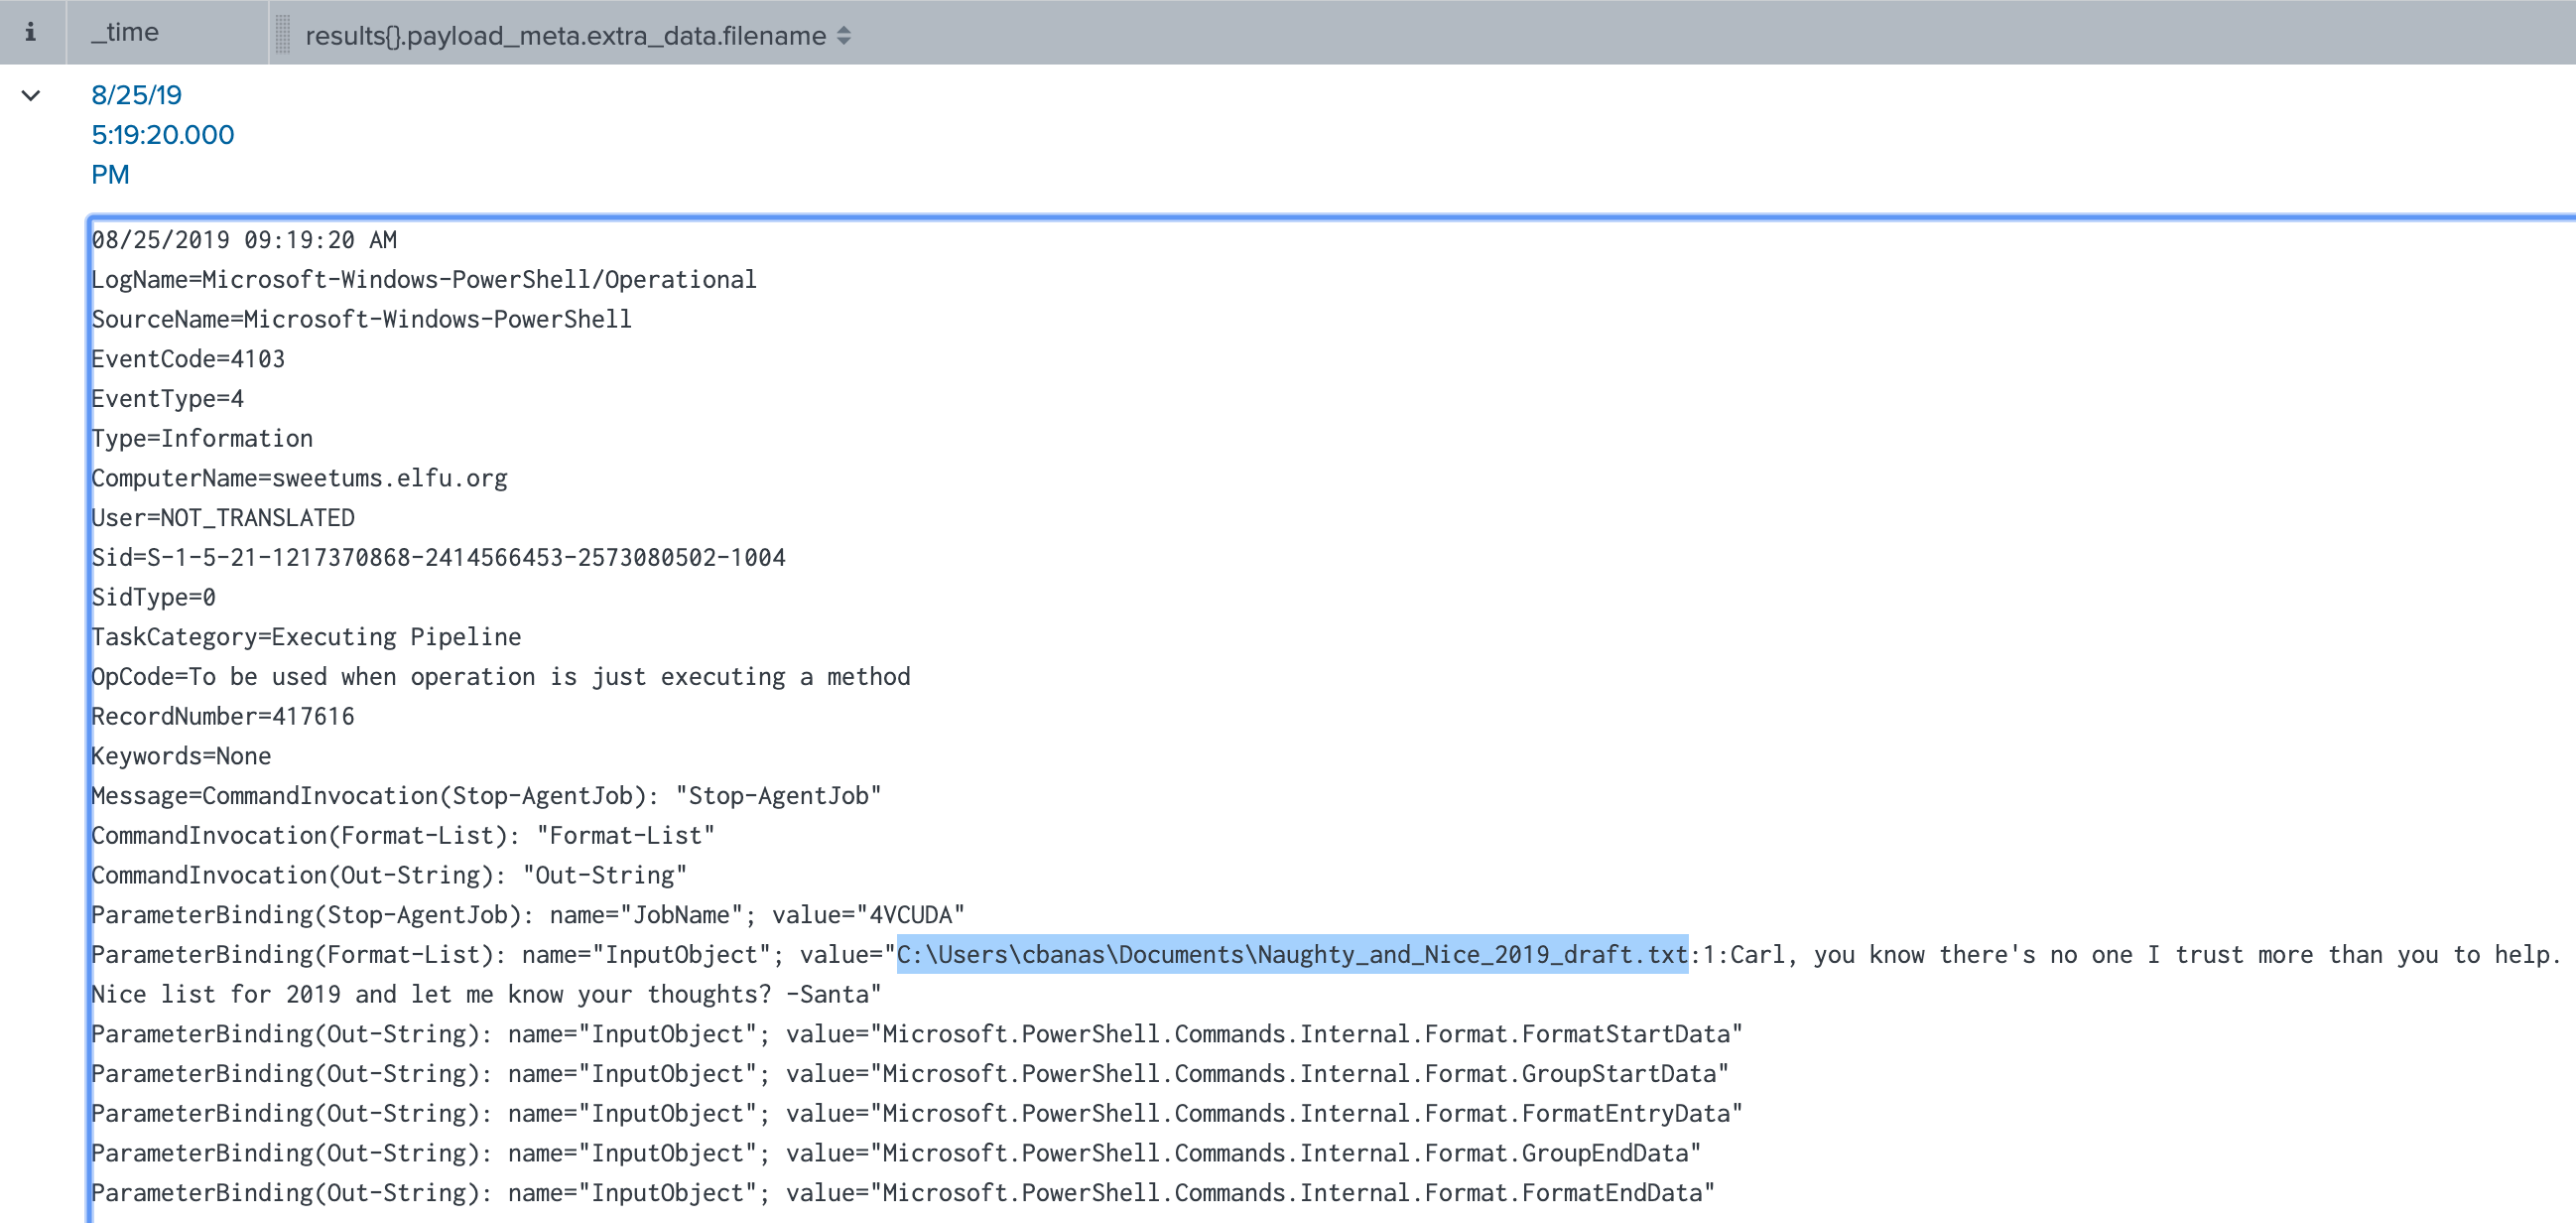 i _time results{}.payload_meta.extra_data.filename
8/25/19
5:19:20.000
PM
08/25/2019 09:19:20 AM
LogName=Microsoft-Windows-PowerShell/Operational
SourceName=Microsoft-Windows-PowerShell
EventCode=4103
EventType=4
Type=Information
ComputerName=sweetums.elfu.org
User=NOT_TRANSLATED
Sid=S-1-5-21-1217370868-2414566453-2573080502-1004
SidType=0
TaskCategory=Executing Pipeline
OpCode=To be used when operation is just executing a method
RecordNumber=417616
Keywords=None
Message=CommandInvocation(Stop-AgentJob): "Stop-AgentJob"
CommandInvocation(Format-List): "Format-List"
CommandInvocation(Out-String): "Out-String"
ParameterBinding(Stop-AgentJob): name="JobName"; value="4VCUDA"
ParameterBinding(Format-List): name="InputObject"; value="C:\Users\cbanas\Documents\Naughty_and_Nice_2019_draft.txt:1:Carl, you know there's no one I trust more than you to help.
Nice list for 2019 and let me know your thoughts? -Santa"
ParameterBinding(Out-String): name="InputObject"; value="Microsoft.PowerShell.Commands.Internal.Format.FormatStartData"
ParameterBinding(Out-String): name="InputObject"; value="Microsoft.PowerShell.Commands.Internal.Format.GroupStartData"
ParameterBinding(Out-String): name="InputObject"; value="Microsoft.PowerShell.Commands.Internal.Format.FormatEntryData"
ParameterBinding(Out-String): name="InputObject"; value="Microsoft.PowerShell.Commands.Internal.Format.GroupEndData"
ParameterBinding(Out-String): name="InputObject"; value="Microsoft.PowerShell.Commands.Internal.Format.FormatEndData"